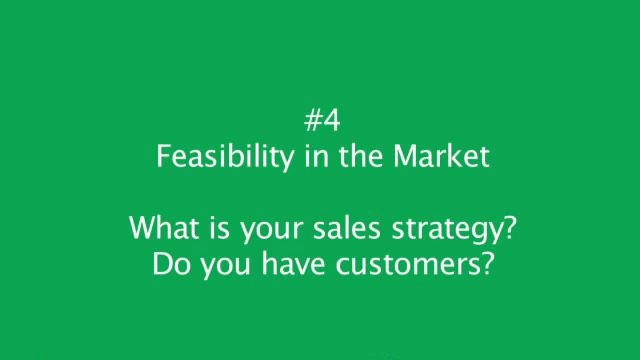 #4
Feasibility in the Market
What is your sales strategy?
Do you have customers?